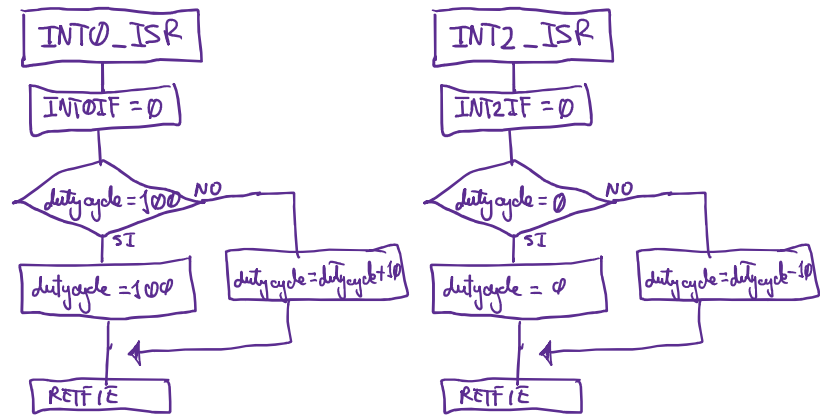 INT0_ISR
INT0IF = 0
dutycycle = 100
NO
SI
dutycycle = 100
dutycycle = dutycycle + 10
RETFIE
INT2_ISR
INT2IF = 0
dutycycle = 0
NO
SI
dutycycle = 0
dutycycle = dutycycle - 10
RETFIE